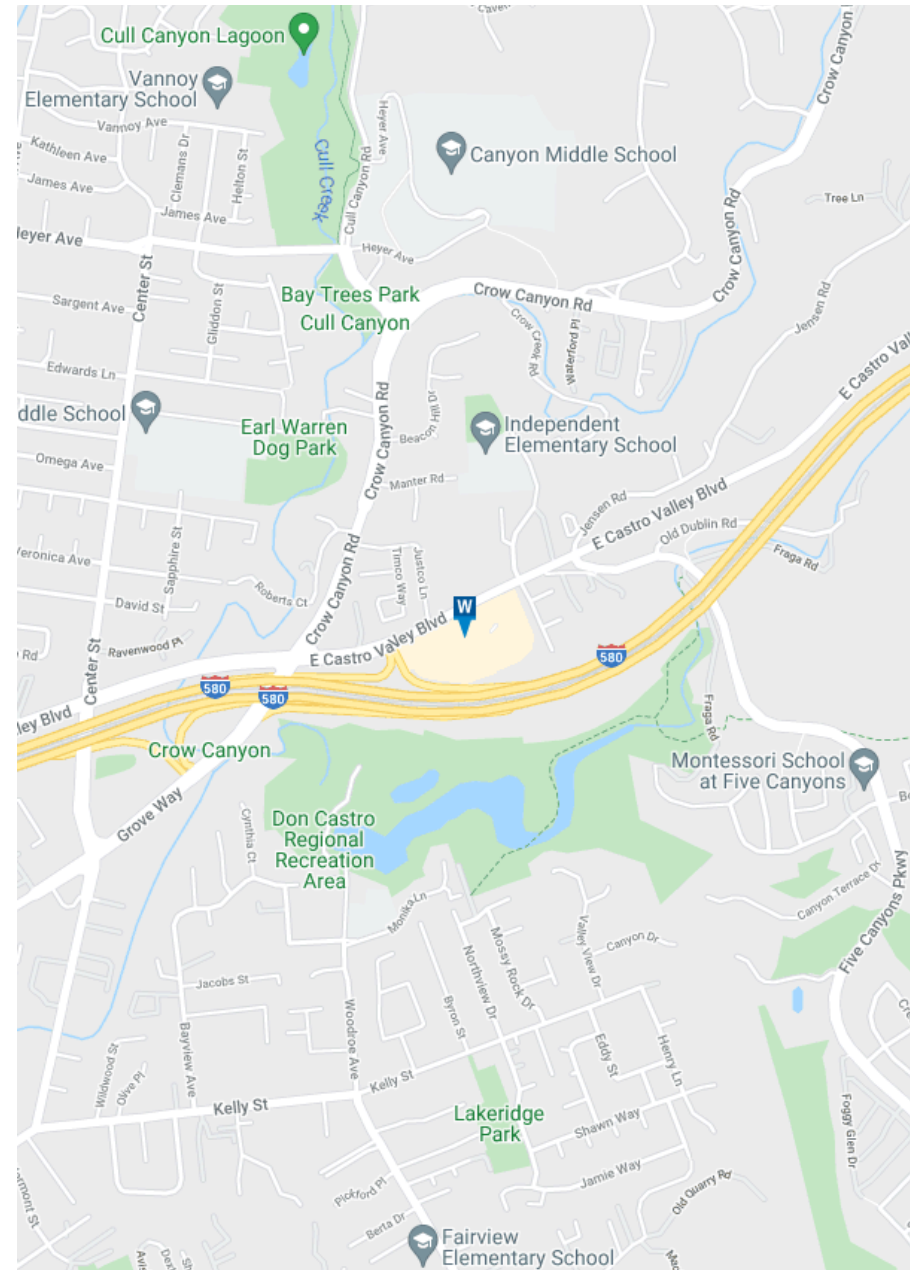 Cull Canyon Lagoon
Crow Canyon Rd
Vannoy
Elementary School
Vannoy Ave
Kathleen Ave
James Ave
Clemans Dr
Helton St
Heyer Ave
Cull Canyon Rd
Cull Creek
Canyon Middle School
Tree Ln
James Ave
Heyer Ave
Heyer Ave
Crow Canyon Rd
Center St
Bay Trees Park
Cull Canyon
Crow Canyon Rd
Sargent Ave
Gliddon St
Crow Creek Rd
Waterford Pl
Jensen Rd
Edwards Ln
E Castro Val
ddle School
Earl Warren
Dog Park
Crow Canyon Rd
Hill Dr
Beacon
Independent
Elementary School
Omega Ave
Manter Rd
Jensen Rd
E Castro Valley Blvd
Old Dublin Rd
Fraga Rd
Sapphire St
Veronica Ave
Roberts Ct
Crow Canyon Rd
Timco Way
Justco Ln
David St
W
Ravenwood Pl
Rd
E Castro Valley Blvd
Center St
580
580
580
ley Blvd
Fraga Rd
Crow Canyon
Montessori School
at Five Canyons
Grove Way
Cynthia Ct
Don Castro
Regional
Recreation
Area
Canyon Terrace Dr
Five Canyons Pkwy
Monika Ln
Mossy Rock Dr
Northview Dr
Valley View Dr
Canyon Dr
Jacobs St
Byron St
Bayview Ave
Woodroe Ave
Eddy St
Henry Ln
Wildwood St
Olive Pl
Kelly St
Kelly St
Lakeridge
Park
Shawn Way
Foggy Glen Dr
Jamie Way
Pickford Pl
Old Quarry Rd
ermont St
Berta Dr
Fairview
Elementary School